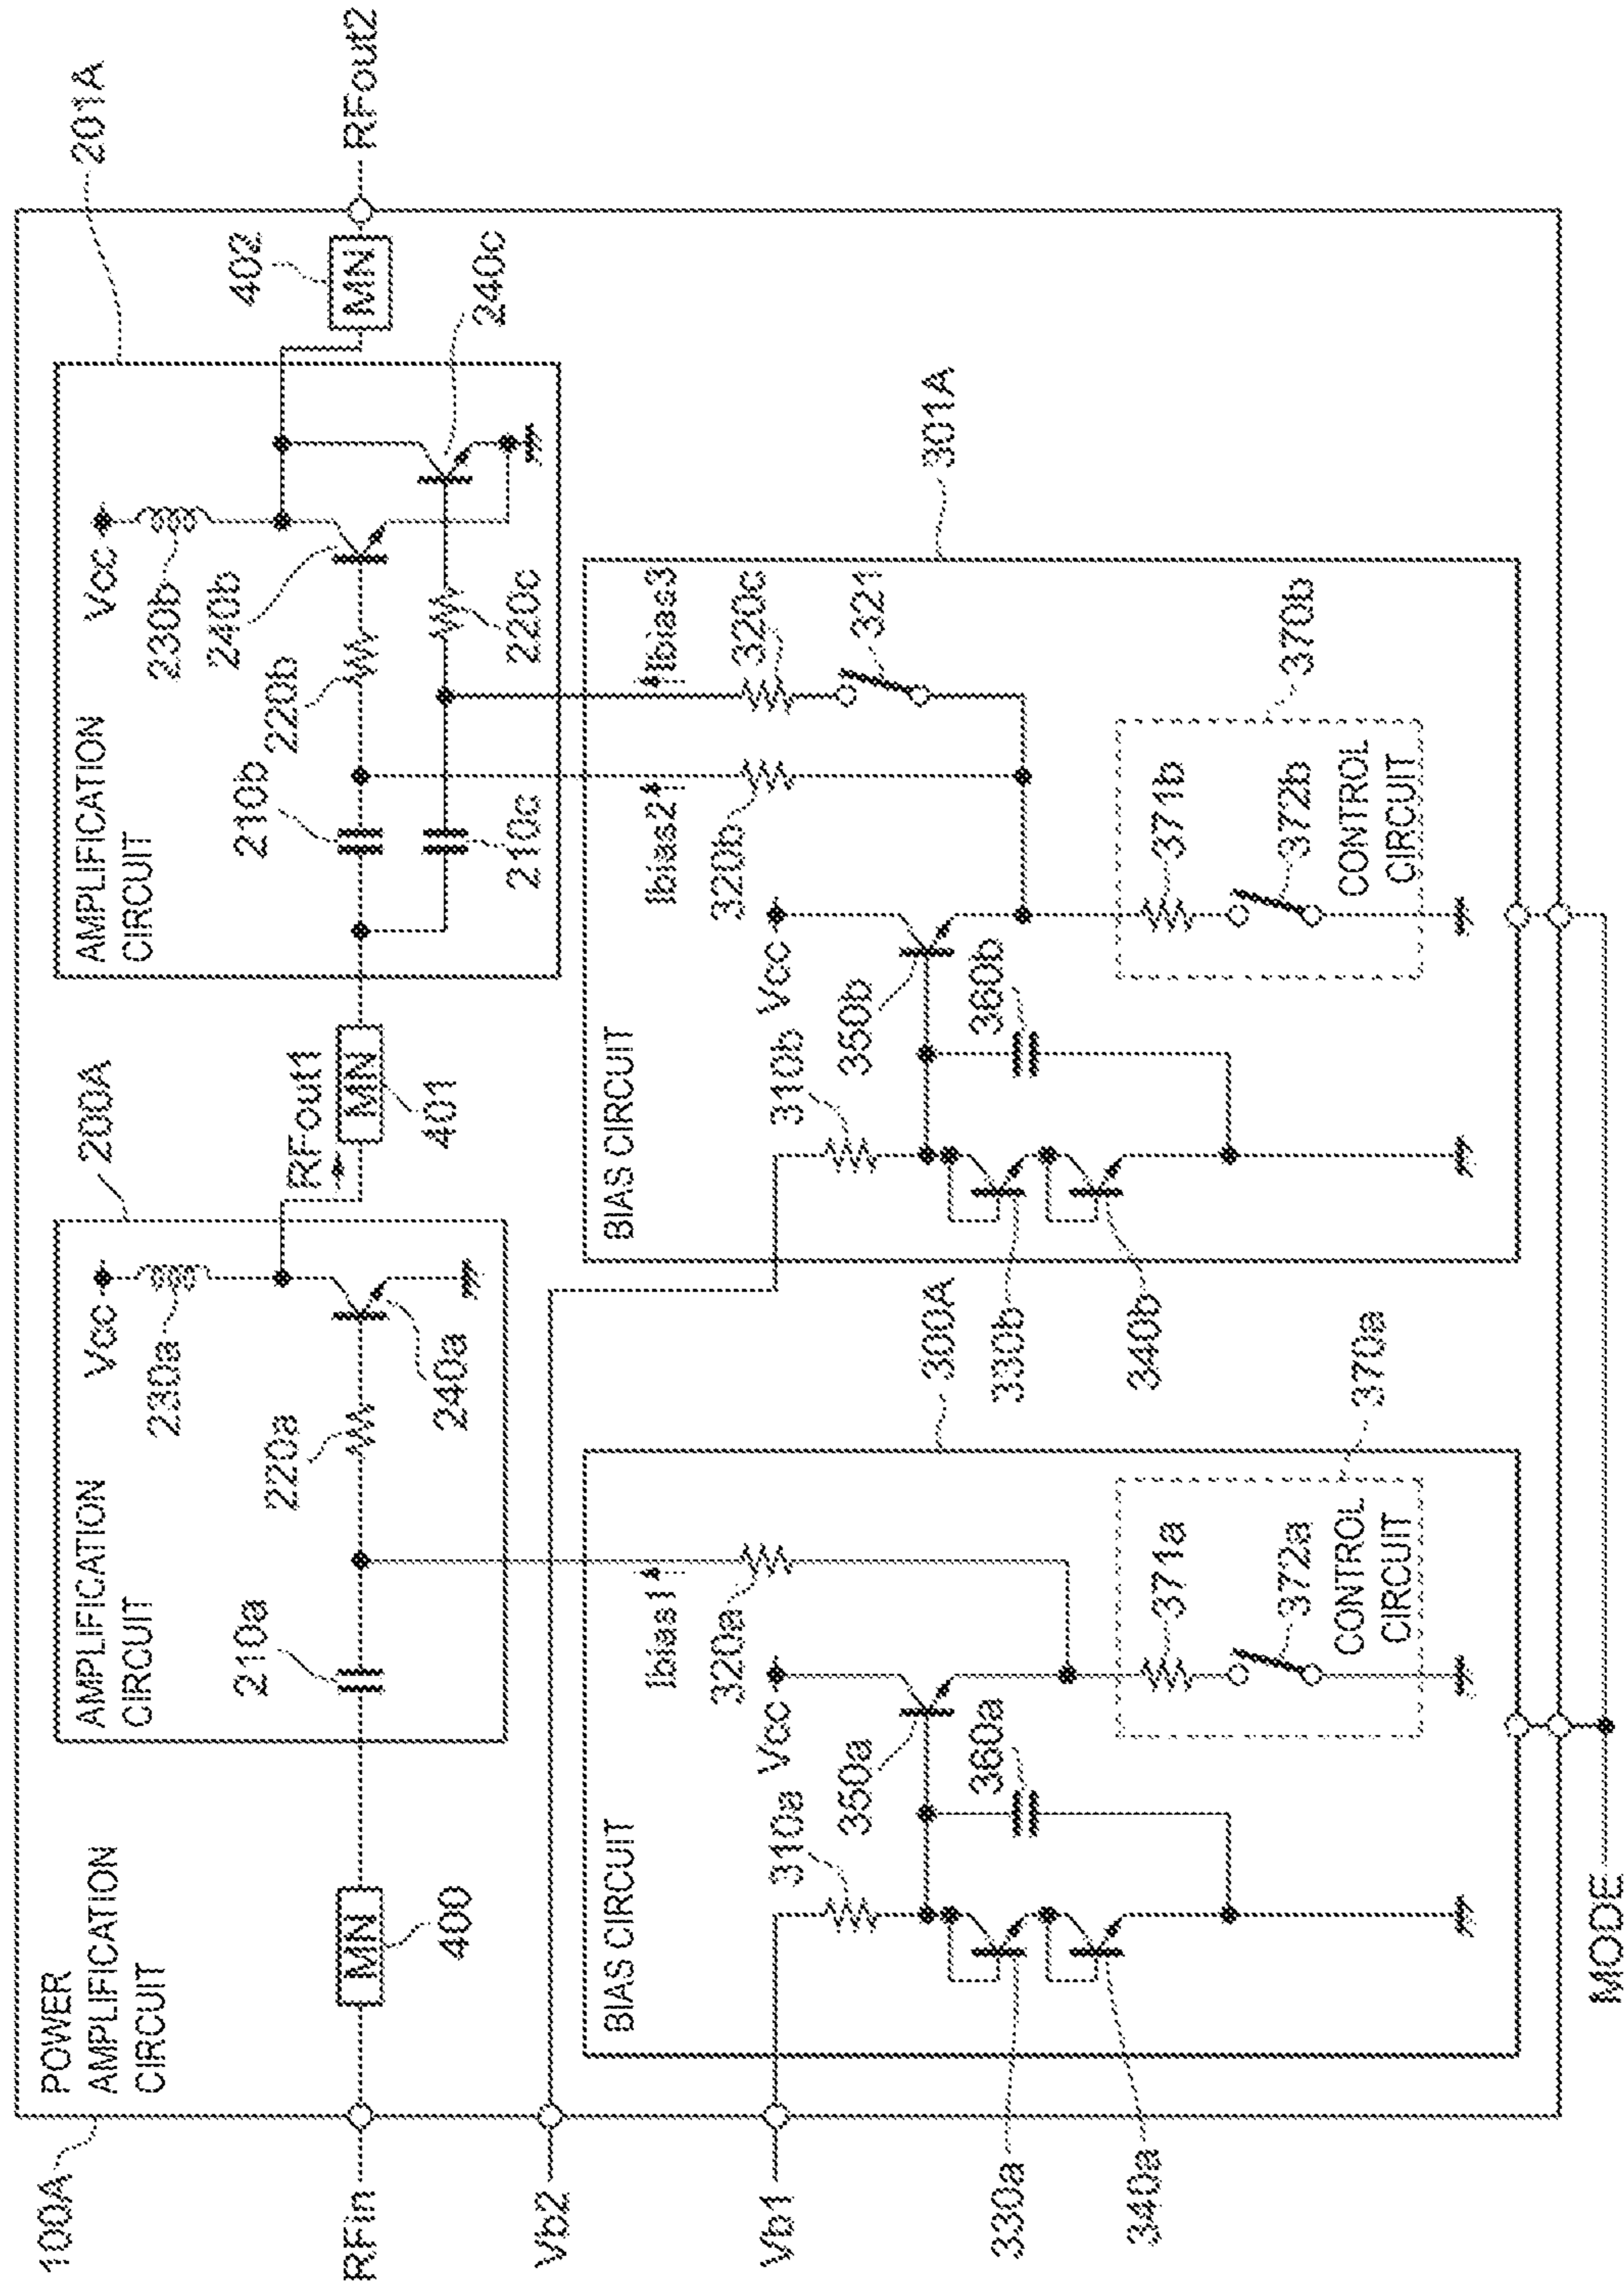 100A
POWER
AMPLIFICATION
CIRCUIT
RFin
MN
400
AMPLIFICATION
CIRCUIT
200A
210a
220a
Vcc
230a
240a
RFout1
MN
401
AMPLIFICATION
CIRCUIT
201A
210b
220b
Vcc
230b
240b
210c
220c
240c
402
MN
RFout2
Vb2
Vb1
BIAS CIRCUIT
300A
310a
Vcc
350a
360a
330a
340a
Ibias1
320a
371a
372a
CONTROL
CIRCUIT
370a
BIAS CIRCUIT
301A
310b
Vcc
350b
360b
330b
340b
Ibias2
320b
Ibias3
320c
321
371b
372b
CONTROL
CIRCUIT
370b
MODE